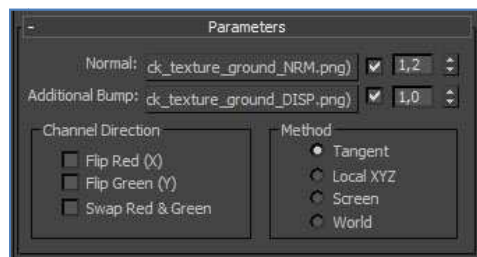 - Parameters
Normal: ck_texture_ground_NRM.png) 1,2
Additional Bump: ck_texture_ground_DISP.png) 1,0
Channel Direction Method
Flip Red (X) Tangent
Flip Green (Y) Local XYZ
Swap Red & Green Screen
World